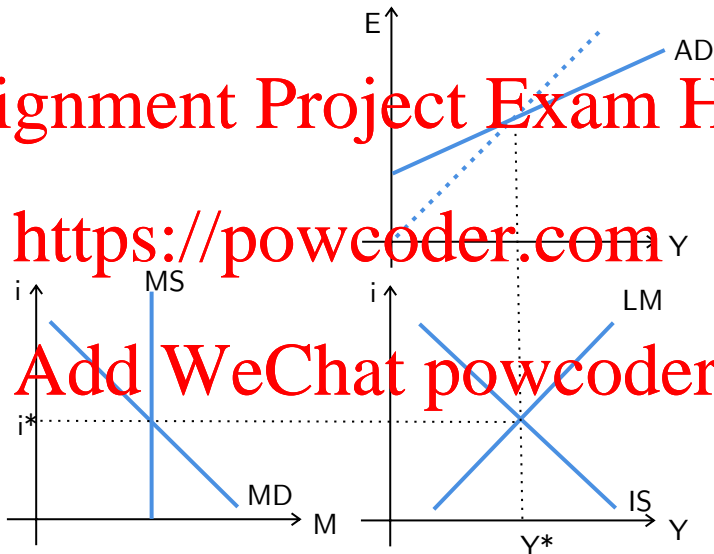 E
AD
ignment Project Exam H
https://powcoder.com
Y
MS
i
i
LM
Add WeChat powcoder
i*
MD
IS
M
Y
Y*